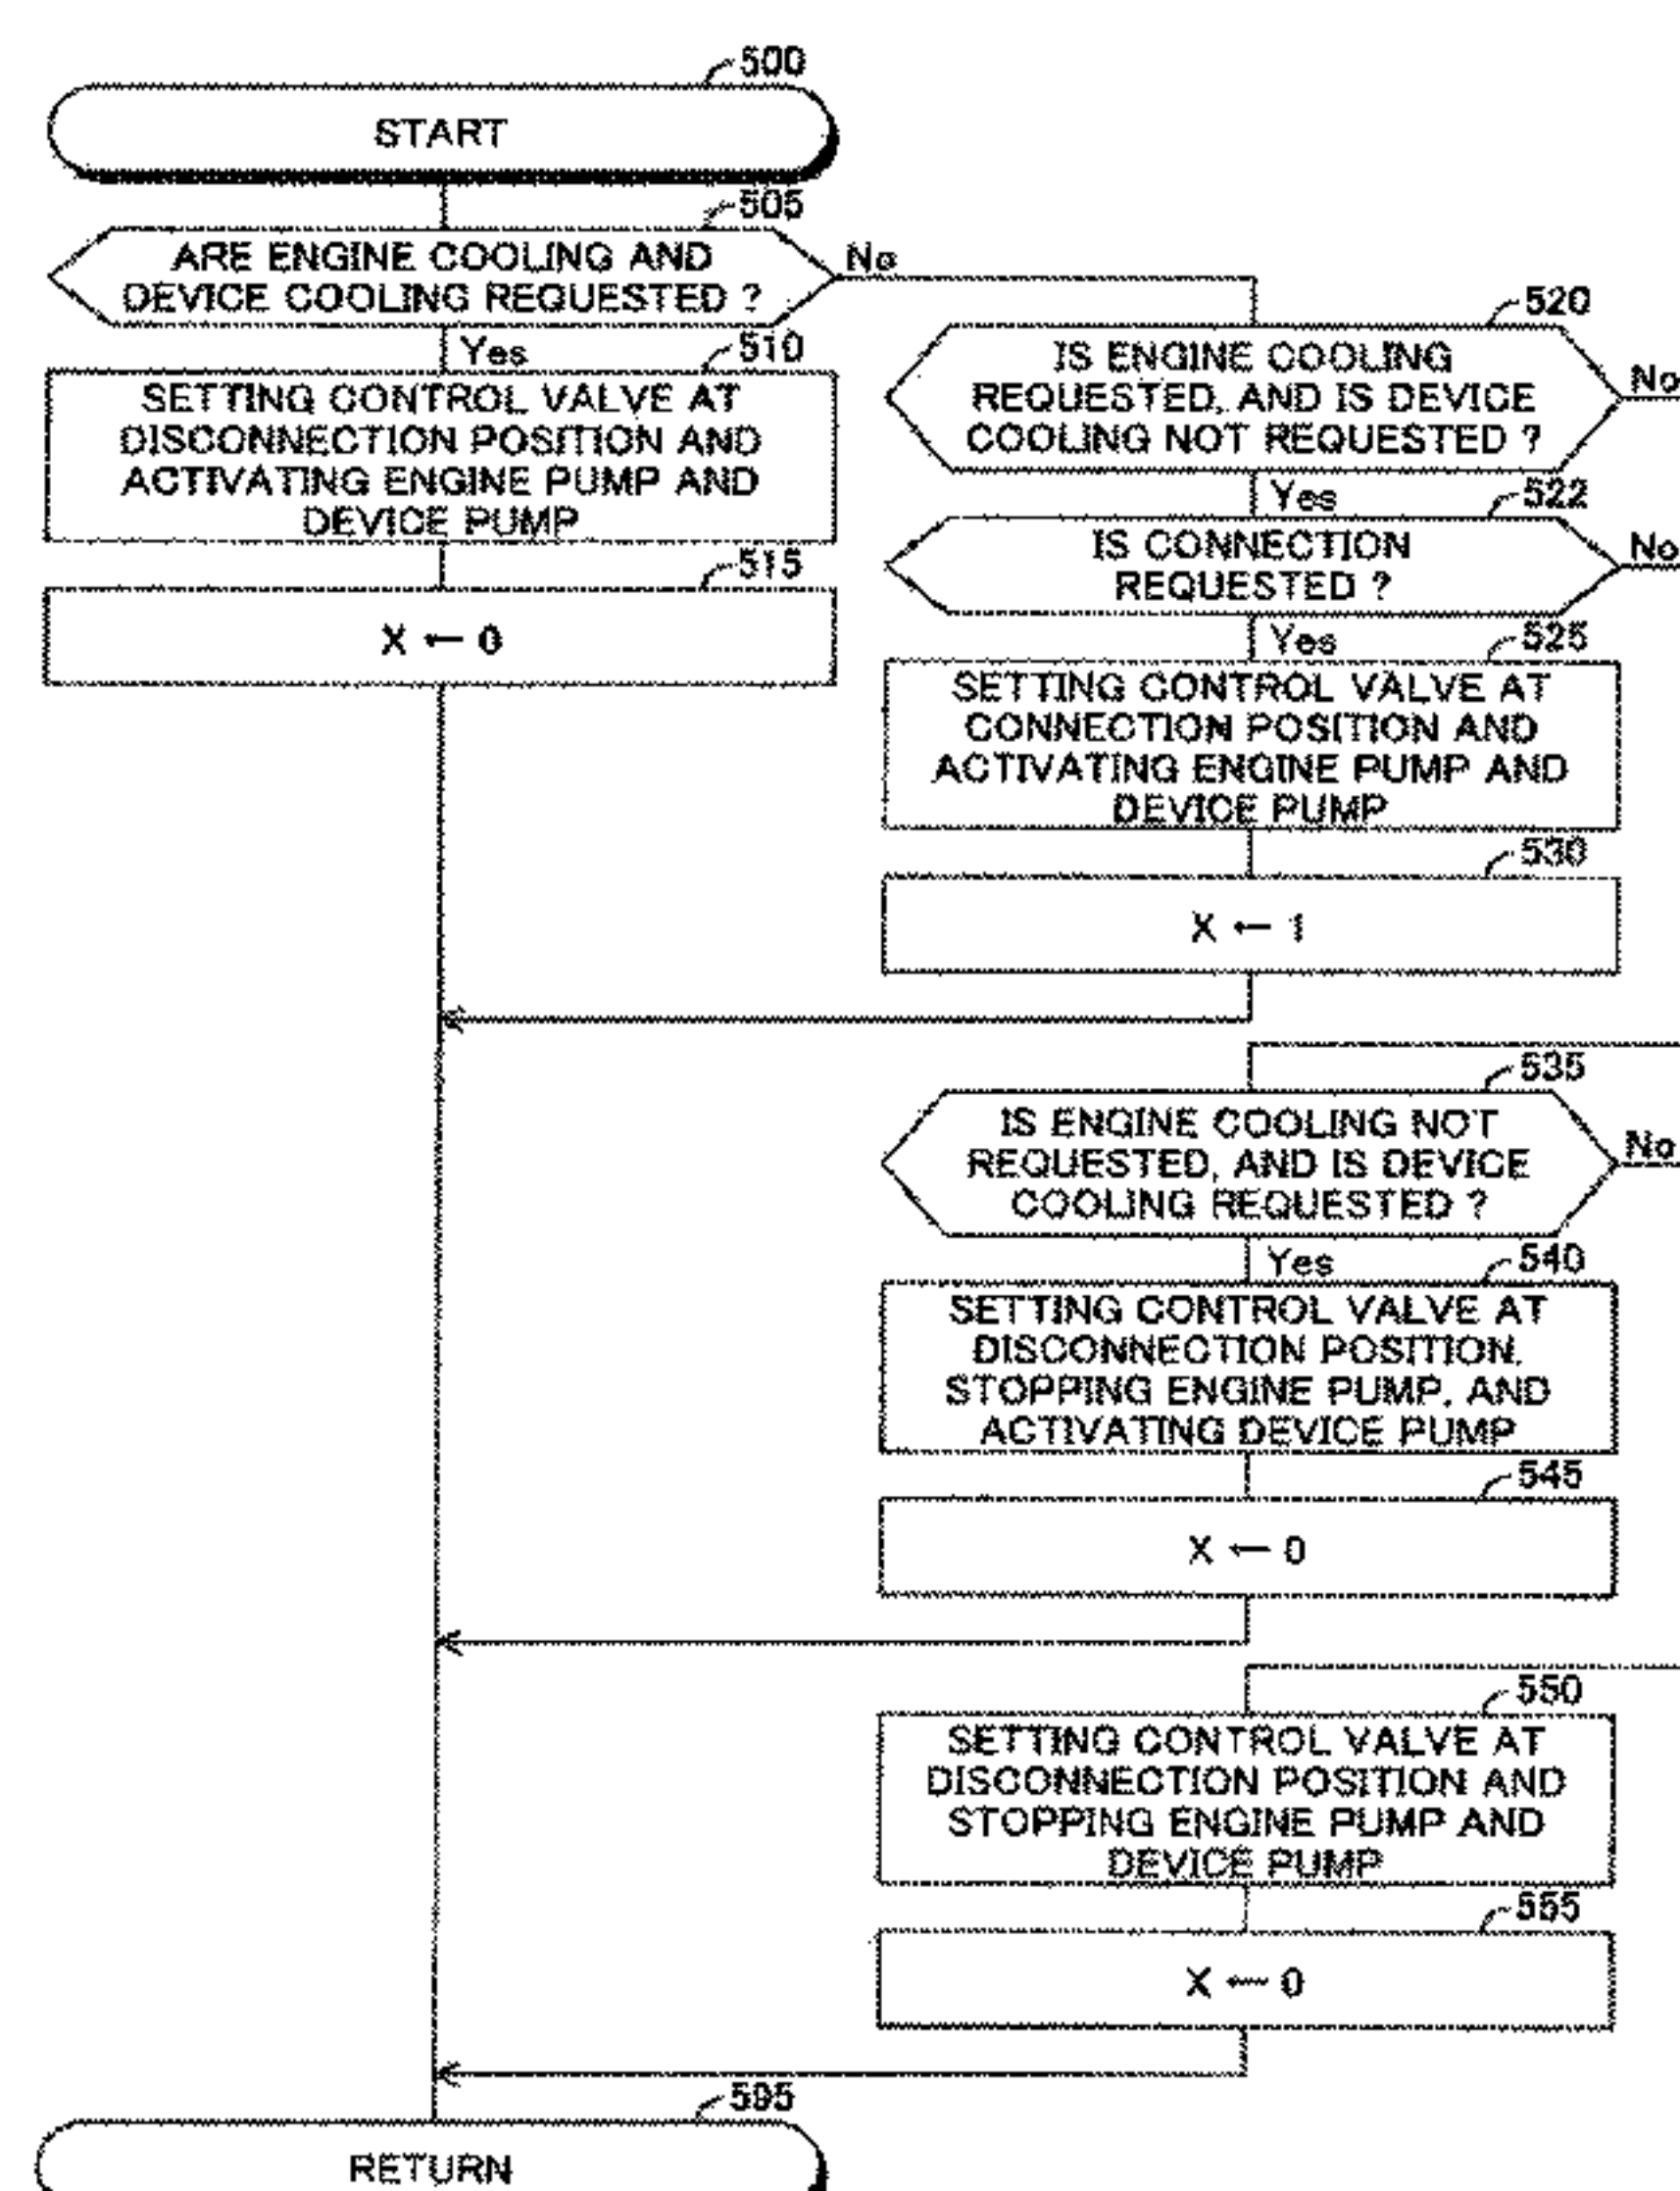 500
START
505
ARE ENGINE COOLING AND
DEVICE COOLING REQUESTED ?
No
Yes
510
SETTING CONTROL VALVE AT
DISCONNECTION POSITION AND
ACTIVATING ENGINE PUMP AND
DEVICE PUMP
515
X ← 0
520
IS ENGINE COOLING
REQUESTED, AND IS DEVICE
COOLING NOT REQUESTED ?
No
Yes
522
IS CONNECTION
REQUESTED ?
No
Yes
525
SETTING CONTROL VALVE AT
CONNECTION POSITION AND
ACTIVATING ENGINE PUMP AND
DEVICE PUMP
530
X ← 1
535
IS ENGINE COOLING NOT
REQUESTED, AND IS DEVICE
COOLING REQUESTED ?
No
Yes
540
SETTING CONTROL VALVE AT
DISCONNECTION POSITION,
STOPPING ENGINE PUMP, AND
ACTIVATING DEVICE PUMP
545
X ← 0
550
SETTING CONTROL VALVE AT
DISCONNECTION POSITION AND
STOPPING ENGINE PUMP AND
DEVICE PUMP
555
X ← 0
595
RETURN